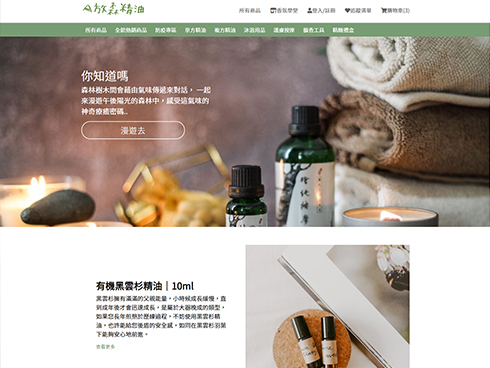 放森精油
所有商品 香氛學堂 登入/註冊 追蹤清單 購物車(3)
所有商品 全館熱銷商品 防疫專區 單方精油 複方精油 沐浴用品 護膚按摩 擴香工具 精緻禮盒
你知道嗎
森林樹木間會藉由氣味傳遞來對話，一起
來漫遊午後陽光的森林中，感受這氣味的
神奇療癒密碼..
漫遊去
有機黑雲杉精油｜10ml
黑雲杉擁有滿滿的父親能量，小時候成長緩慢，直
到成年後才會迅速成長，是屬於大器晚成的類型，
如果您長年煎熬於歷練過程，不妨使用黑雲杉精
油，也許能給您後盾的安全感，如同在黑雲杉羽葉
下能夠安心地前進。
查看更多